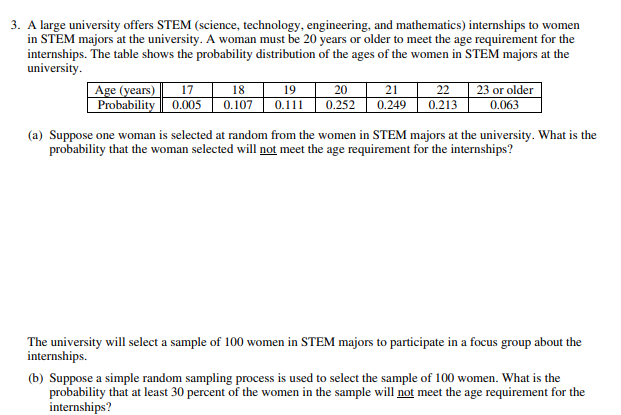 3. A large university offers STEM (science, technology, engineering, and mathematics) internships to women
in STEM majors at the university. A woman must be 20 years or older to meet the age requirement for the
internships. The table shows the probability distribution of the ages of the women in STEM majors at the
university.
Age (years) 17 18 19 20 21 22 23 or older
Probability 0.005 0.107 0.111 0.252 0.249 0.213 0.063
(a) Suppose one woman is selected at random from the women in STEM majors at the university. What is the
probability that the woman selected will not meet the age requirement for the internships?
The university will select a sample of 100 women in STEM majors to participate in a focus group about the
internships.
(b) Suppose a simple random sampling process is used to select the sample of 100 women. What is the
probability that at least 30 percent of the women in the sample will not meet the age requirement for the
internships?